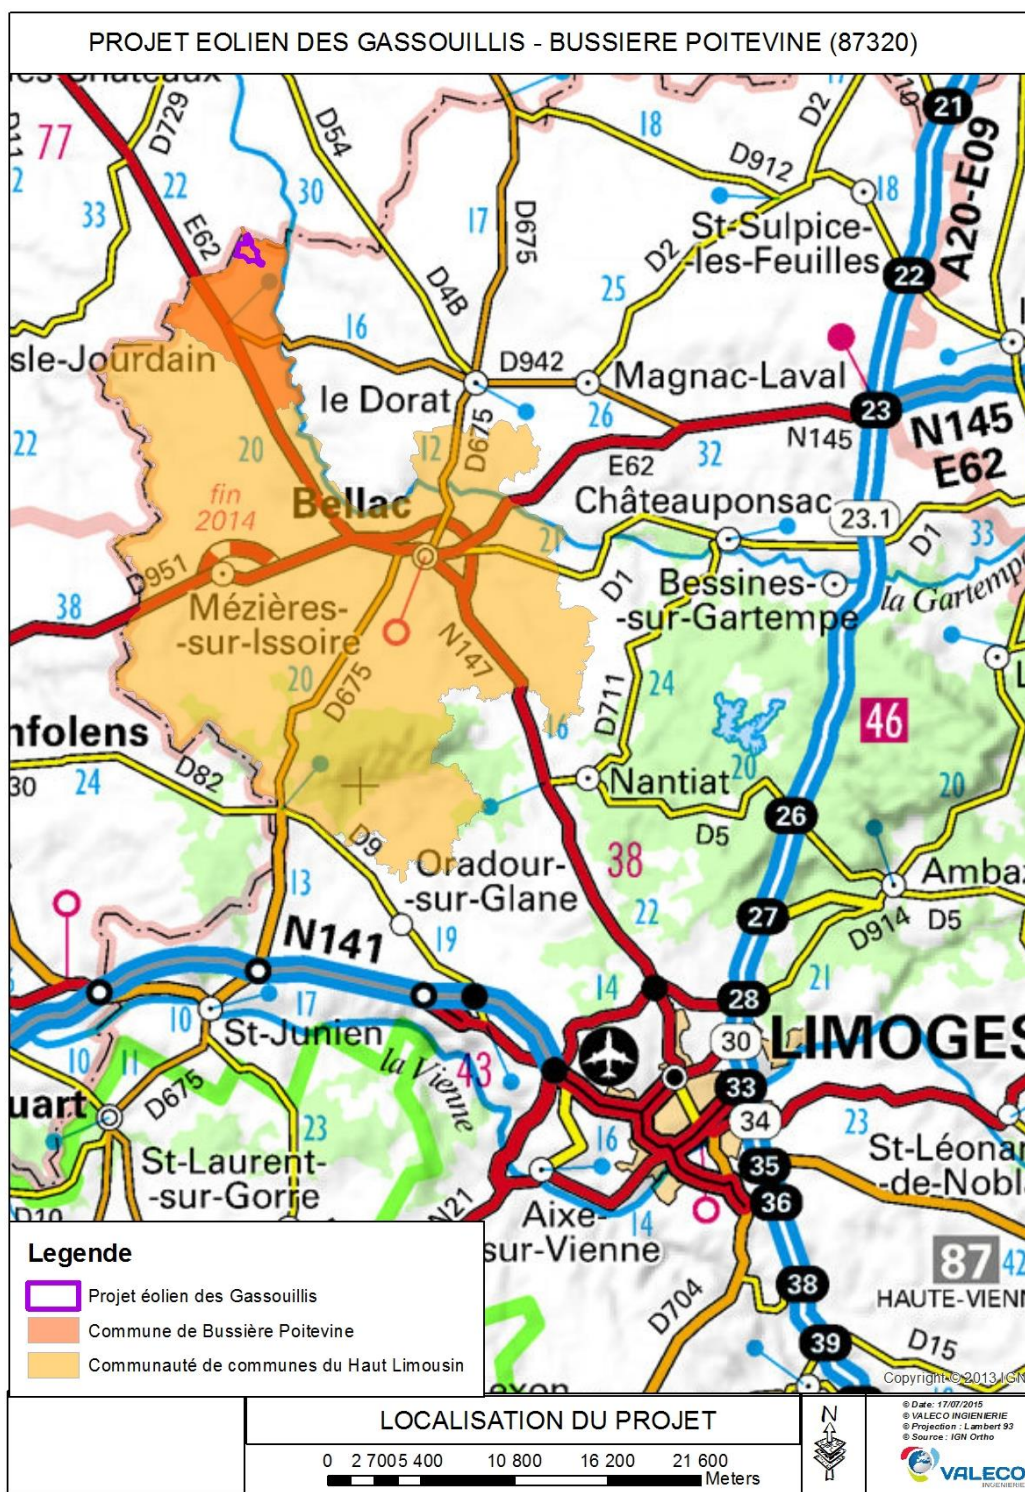 PROJET EOLIEN DES GASSOUILLIS - BUSSIERE POITEVINE (87320)
77
D729
D54
18
D2
21
22
33
E62
30
17
D675
D912
18
A20-E09
St-Sulpice-
-les-Feuilles
22
D4B
D2
25
16
sle-Jourdain
D942
le Dorat
Magnac-Laval
23
N145
E62
26
N145
22
20
12
D675
E62
32
fin
2014
Bellac
Châteauponsac
23.1
21
D1
33
D951
D1
Bessines-
-sur-Gartempe
la Gartempe
38
Mézières-
-sur-Issoire
N147
20
D675
D711
24
46
nfolens
16
30
24
D82
Nantiat
20
20
26
D5
D9
Oradour-
-sur-Glane
38
Ambaz
13
27
D914
D5
N141
19
22
21
14
28
10
17
St-Junien
30
LIMOGES
10
11
la Vienne
43
33
uart
D675
34
23
23
16
St-Léonar
-de-Nobl
St-Laurent-
-sur-Gorre
35
36
D10
N21
Aixe-
sur-Vienne
14
87
42
HAUTE-VIENN
38
D704
39
D15
exon
Copyright © 2013 IGN
Legende
Projet éolien des Gassouillis
Commune de Bussière Poitevine
Communauté de communes du Haut Limousin
LOCALISATION DU PROJET
0 2 700 5 400 10 800 16 200 21 600
Meters
N
© Date: 17/07/2015
© VALECO INGIENIERIE
© Projection : Lambert 93
© Source : IGN Ortho
VALECO
INGENIERIE